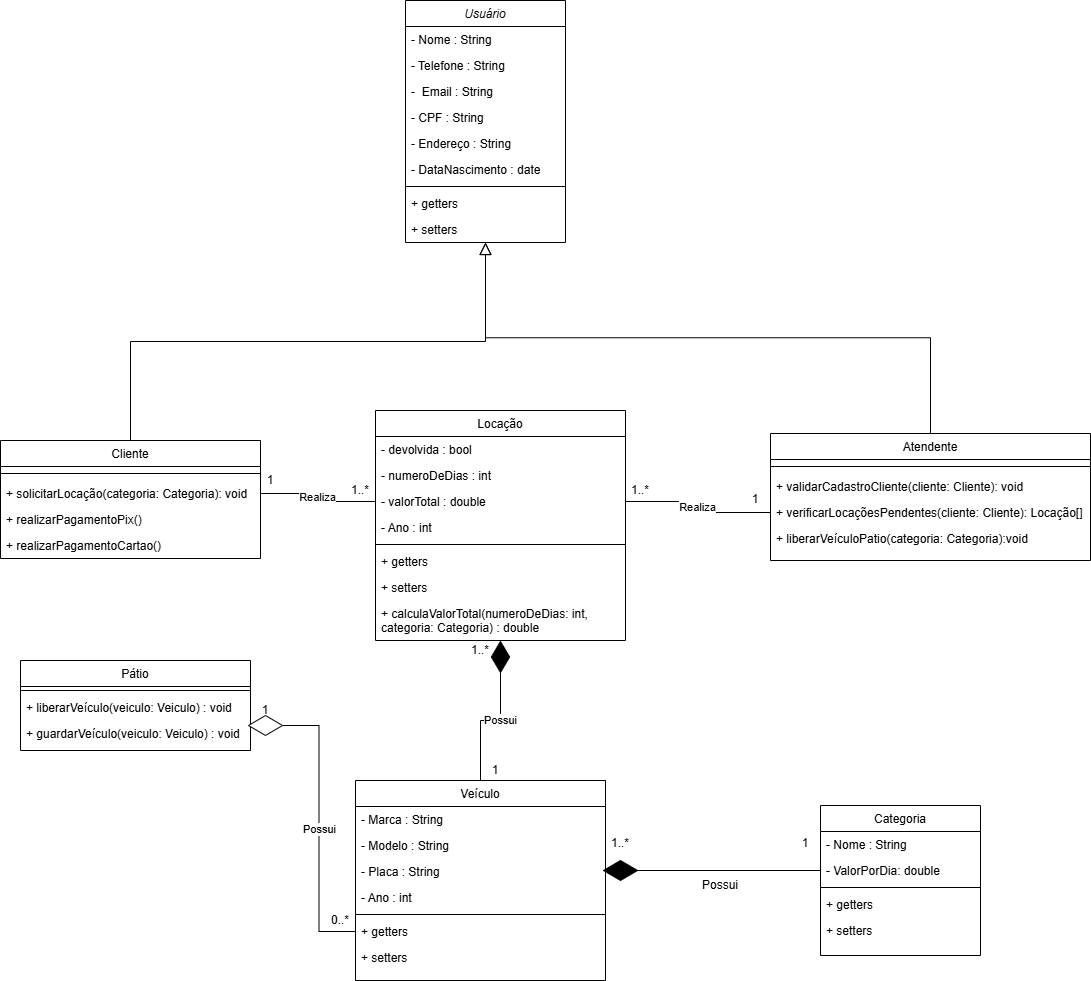 Usuário
- Nome : String
- Telefone : String
-  Email : String
- CPF : String
- Endereço : String
- DataNascimento : date
+ getters
+ setters
Cliente
+ solicitarLocação(categoria: Categoria): void
+ realizarPagamentoPix()
+ realizarPagamentoCartao()
1
Realiza
1..*
Locação
- devolvida : bool
- numeroDeDias : int
- valorTotal : double
- Ano : int
+ getters
+ setters
+ calculaValorTotal(numeroDeDias: int,
categoria: Categoria) : double
1..*
Realiza
1
Atendente
+ validarCadastroCliente(cliente: Cliente): void
+ verificarLocaçõesPendentes(cliente: Cliente): Locação[]
+ liberarVeículoPatio(categoria: Categoria):void
1..*
Possui
1
Pátio
+ liberarVeículo(veiculo: Veiculo) : void
+ guardarVeículo(veiculo: Veiculo) : void
1
Possui
0..*
Veículo
- Marca : String
- Modelo : String
- Placa : String
- Ano : int
+ getters
+ setters
1..*
Possui
1
Categoria
- Nome : String
- ValorPorDia: double
+ getters
+ setters